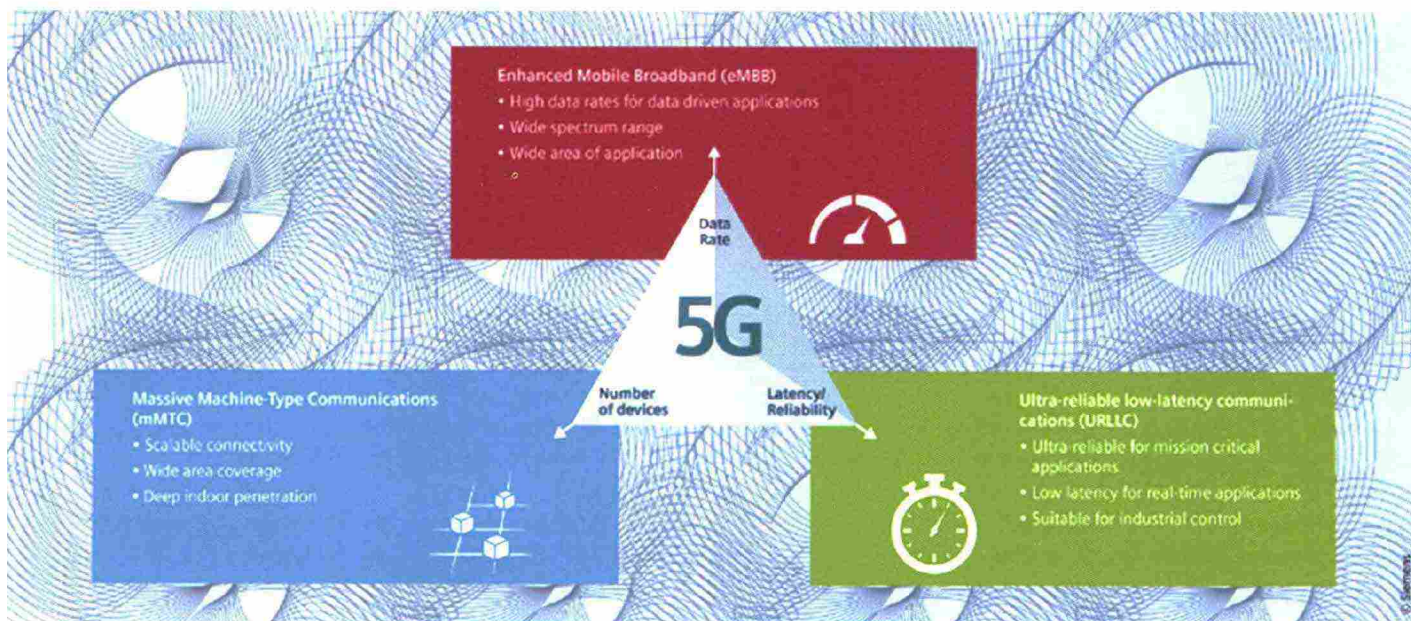 Enhanced Mobile Broadband (eMBB)
• High data rates for data driven applications
• Wide spectrum range
• Wide area of application
Data
Rate
5G
Number
of devices
Latency/
Reliability
Massive Machine-Type Communications
(mMTC)
• Scalable connectivity
• Wide area coverage
• Deep indoor penetration
Ultra-reliable low-latency communi-
cations (URLLC)
• Ultra-reliable for mission critical
applications
• Low latency for real-time applications
• Suitable for industrial control
© Siemens